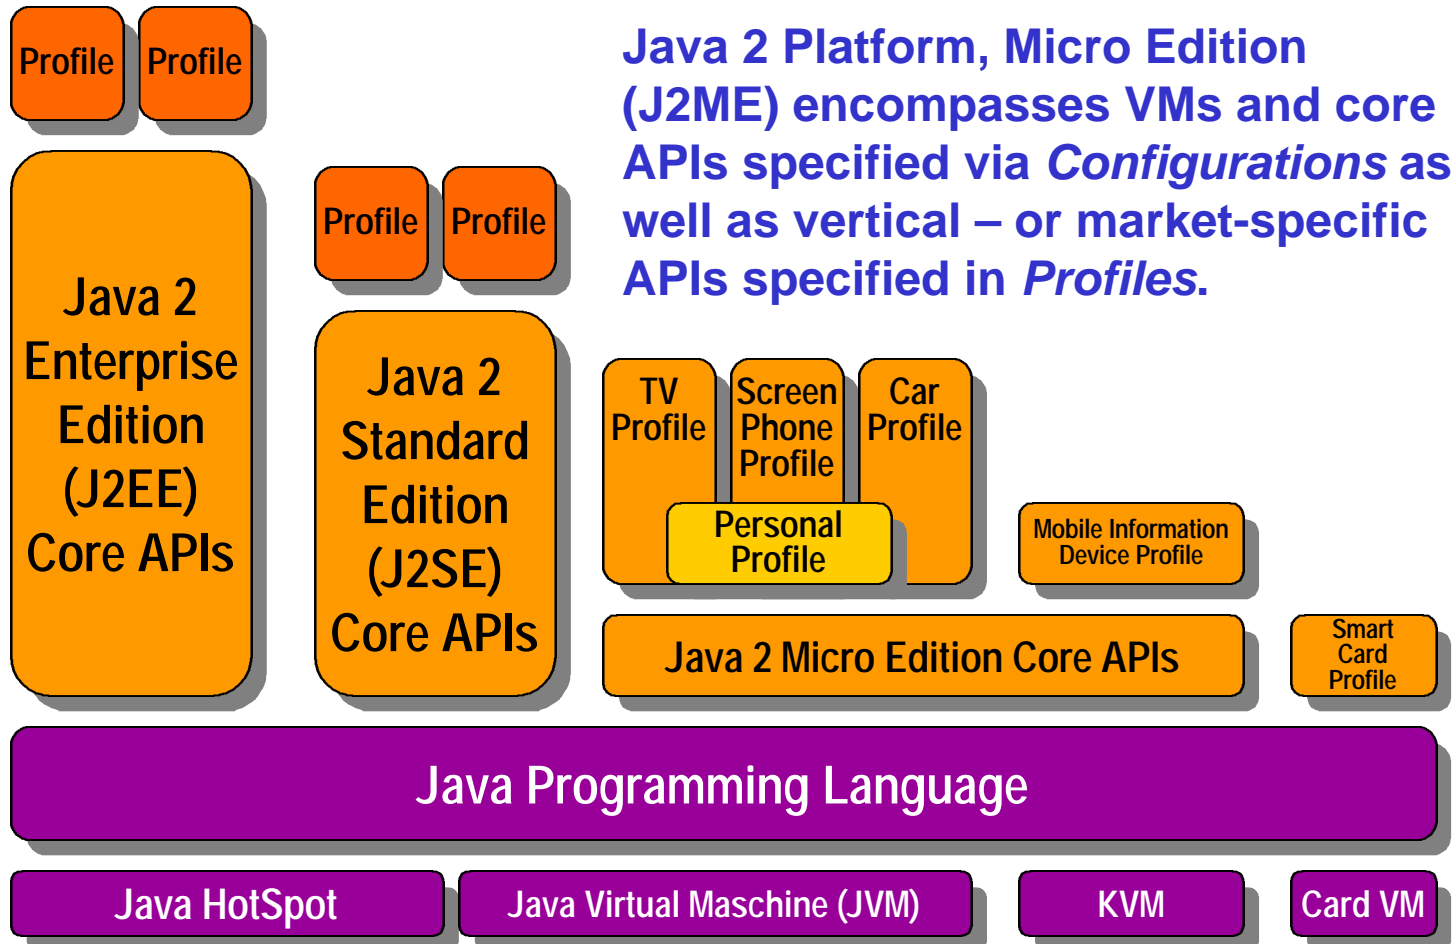 Profile
Profile
Java 2 Platform, Micro Edition
(J2ME) encompasses VMs and core
APIs specified via Configurations as
well as vertical – or market-specific
APIs specified in Profiles.
Java 2
Enterprise
Edition
(J2EE)
Core APIs
Profile
Profile
Java 2
Standard
Edition
(J2SE)
Core APIs
TV
Profile
Screen
Phone
Profile
Car
Profile
Personal
Profile
Mobile Information
Device Profile
Java 2 Micro Edition Core APIs
Smart
Card
Profile
Java Programming Language
Java HotSpot
Java Virtual Maschine (JVM)
KVM
Card VM